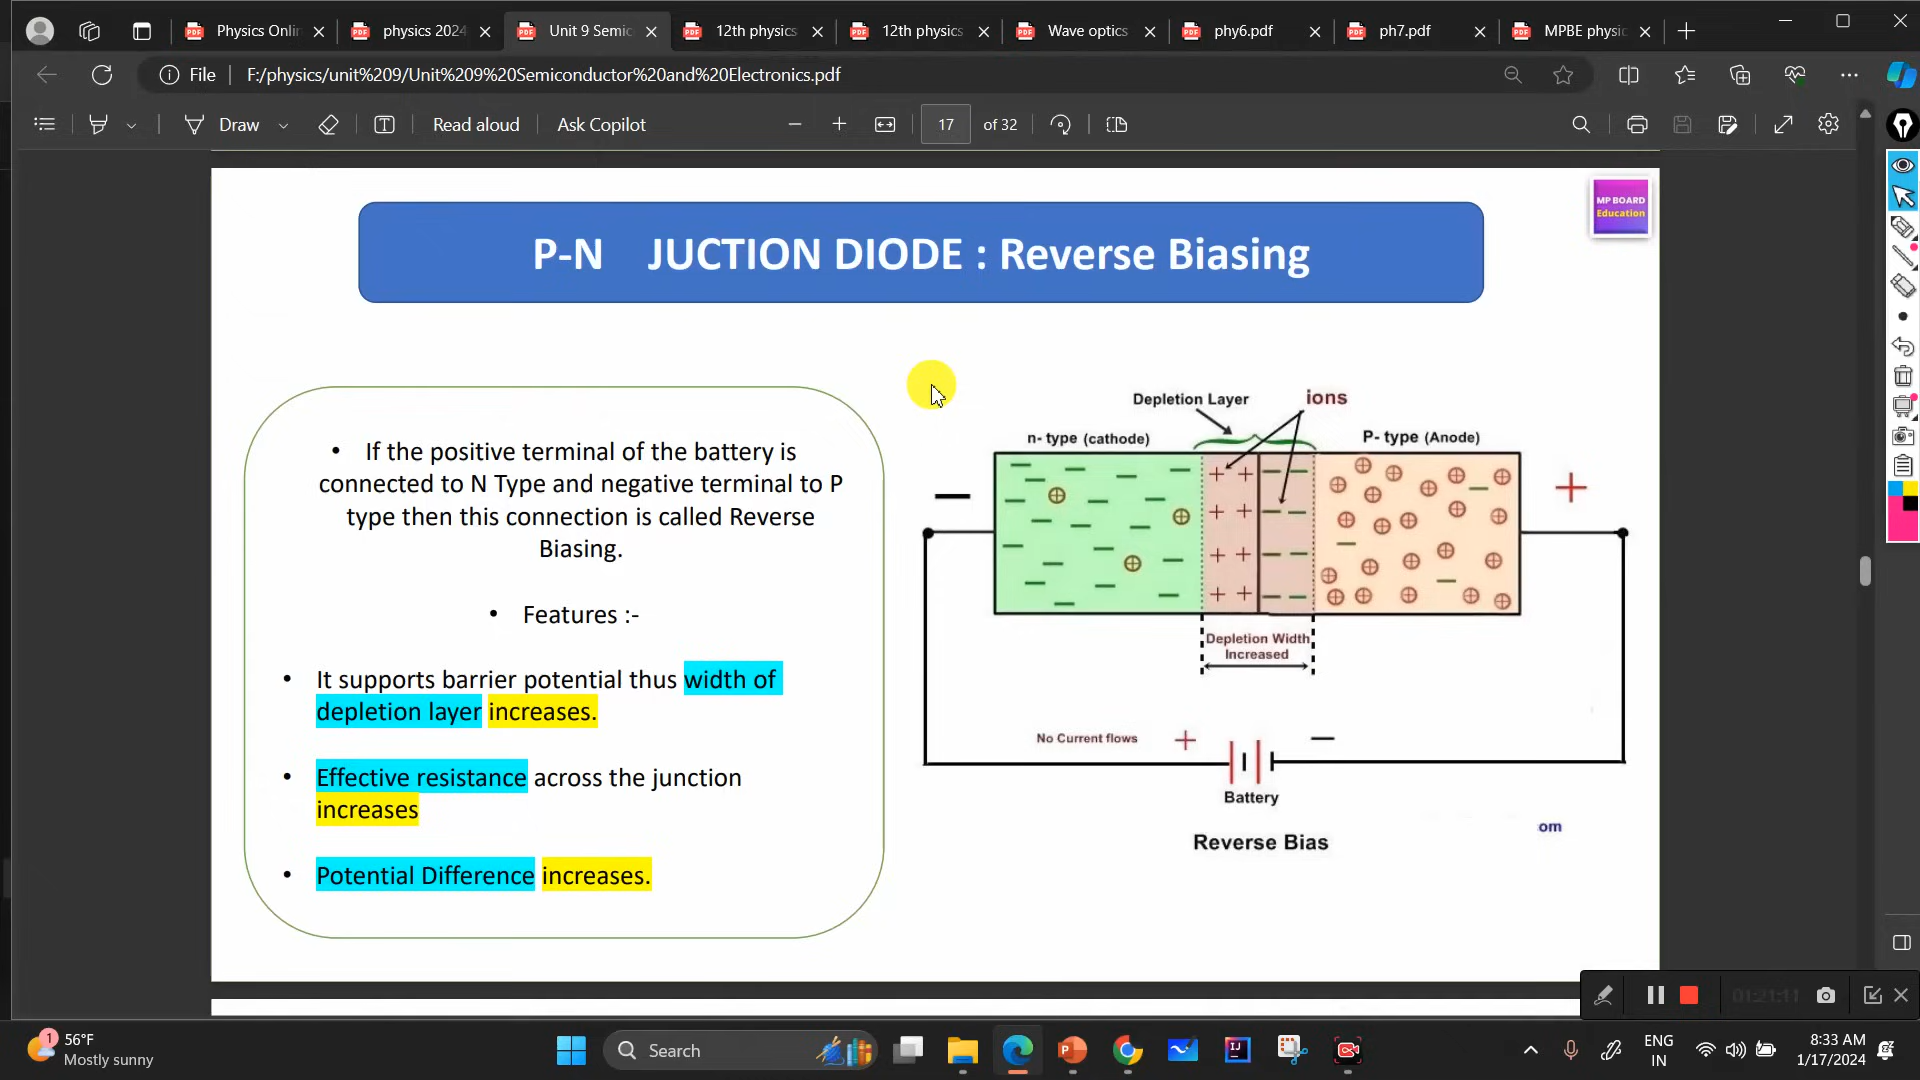 Physics Onlin
physics 2024
Unit 9 Semic
12th physics
12th physics
Wave optics
phy6.pdf
ph7.pdf
MPBE physic
File
F:/physics/unit%209/Unit%209%20Semiconductor%20and%20Electronics.pdf
Draw
Read aloud
Ask Copilot
17
of 32
MP BOARD
Education
P-N JUCTION DIODE : Reverse Biasing
• If the positive terminal of the battery is
connected to N Type and negative terminal to P
type then this connection is called Reverse
Biasing.
• Features :-
• It supports barrier potential thus width of
depletion layer increases.
• Effective resistance across the junction
increases
• Potential Difference increases.
Depletion Layer
ions
n- type (cathode)
P- type (Anode)
Depletion Width
Increased
No Current flows
Battery
Reverse Bias
om
01:21:11
1
56°F
Mostly sunny
Search
ENG
IN
8:33 AM
1/17/2024